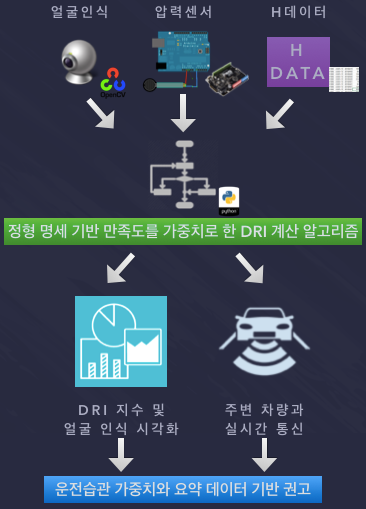 얼굴인식
압력센서
H데이터
OpenCV
H
DATA
python
정형 명세 기반 만족도를 가중치로 한 DRI 계산 알고리즘
DRI 지수 및
얼굴 인식 시각화
주변 차량과
실시간 통신
운전습관 가중치와 요약 데이터 기반 권고